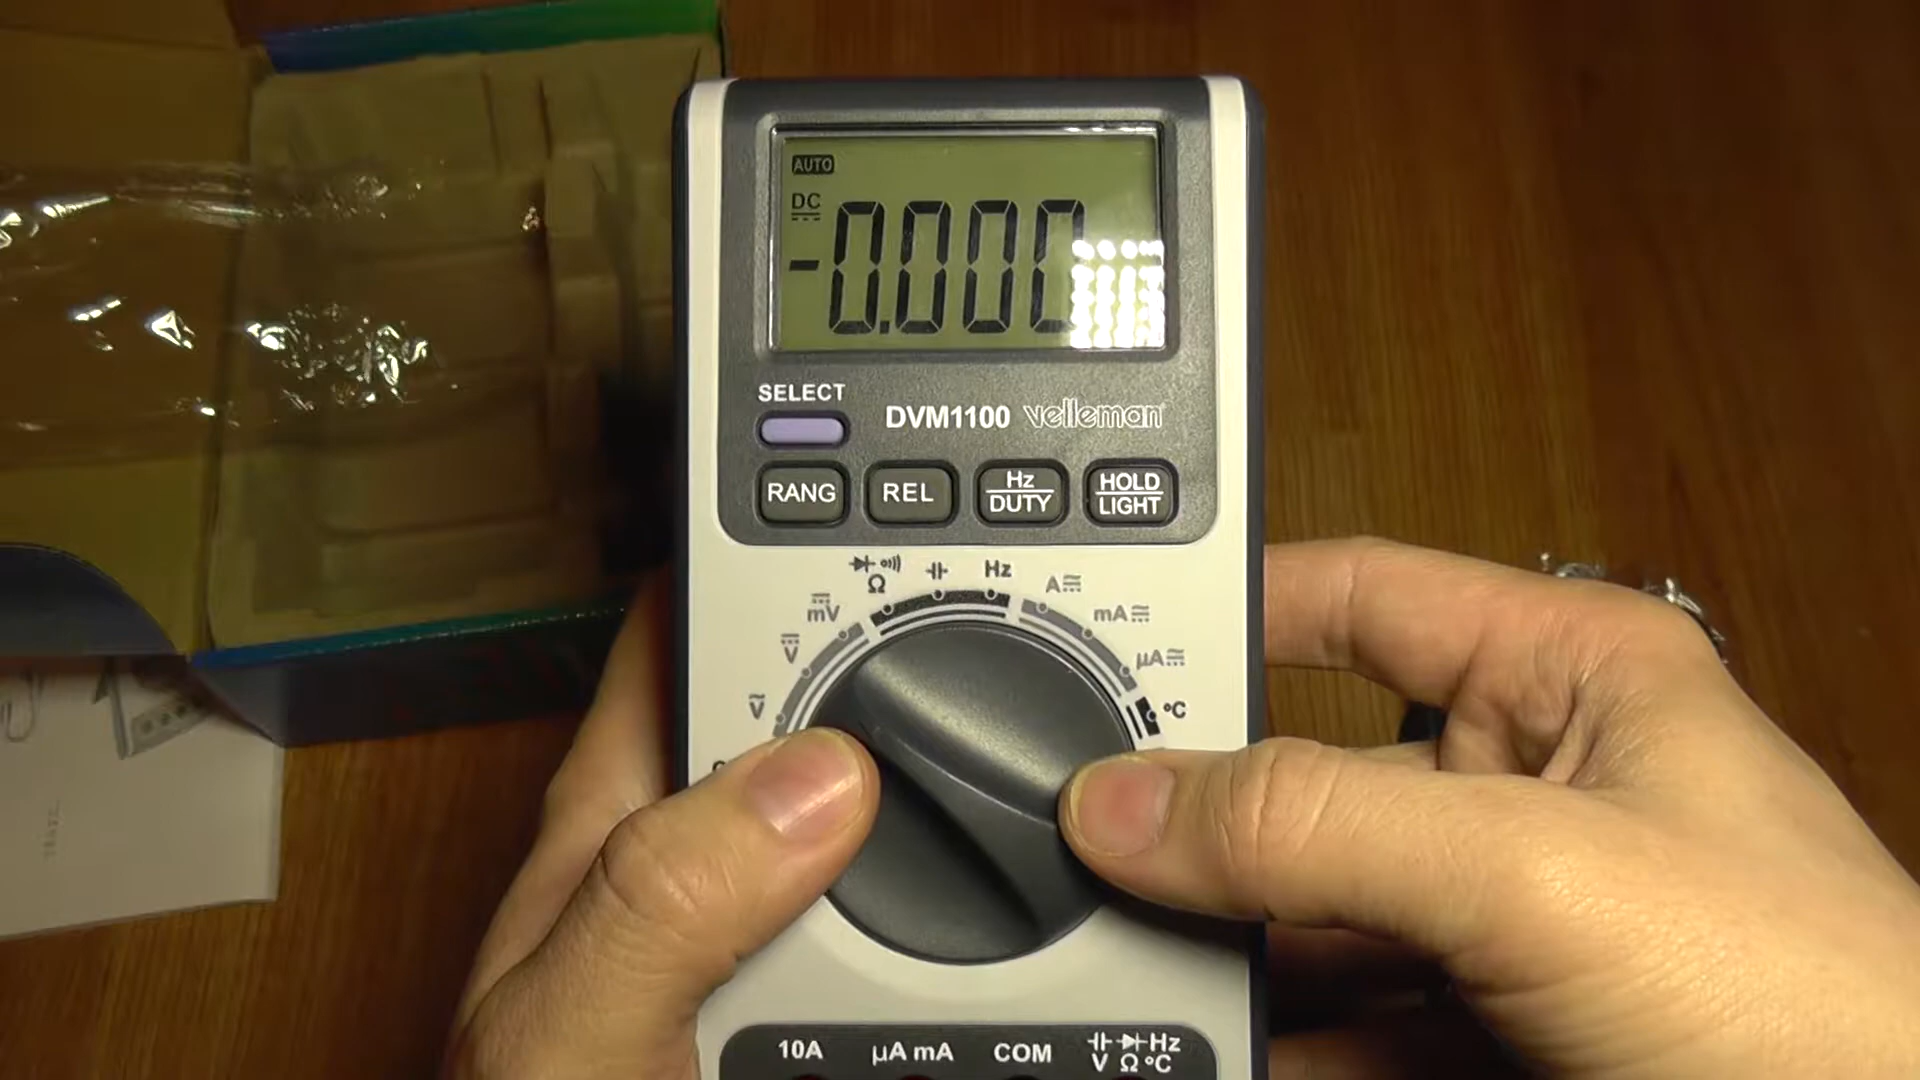 AUTO
DC
-0.000
SELECT
DVM1100 velleman
RANG REL Hz DUTY HOLD LIGHT
Ω Hz A
mV mA
V µA
V °C
10A µA mA COM Hz
V Ω °C